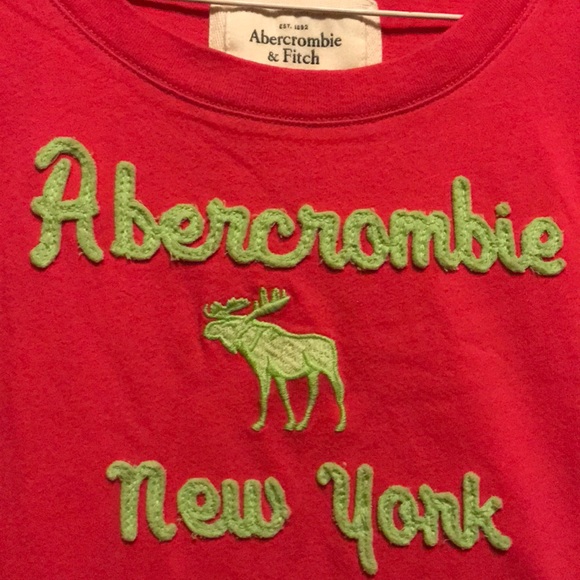 EST. 1892
Abercrombie
& Fitch
Abercrombie
New York